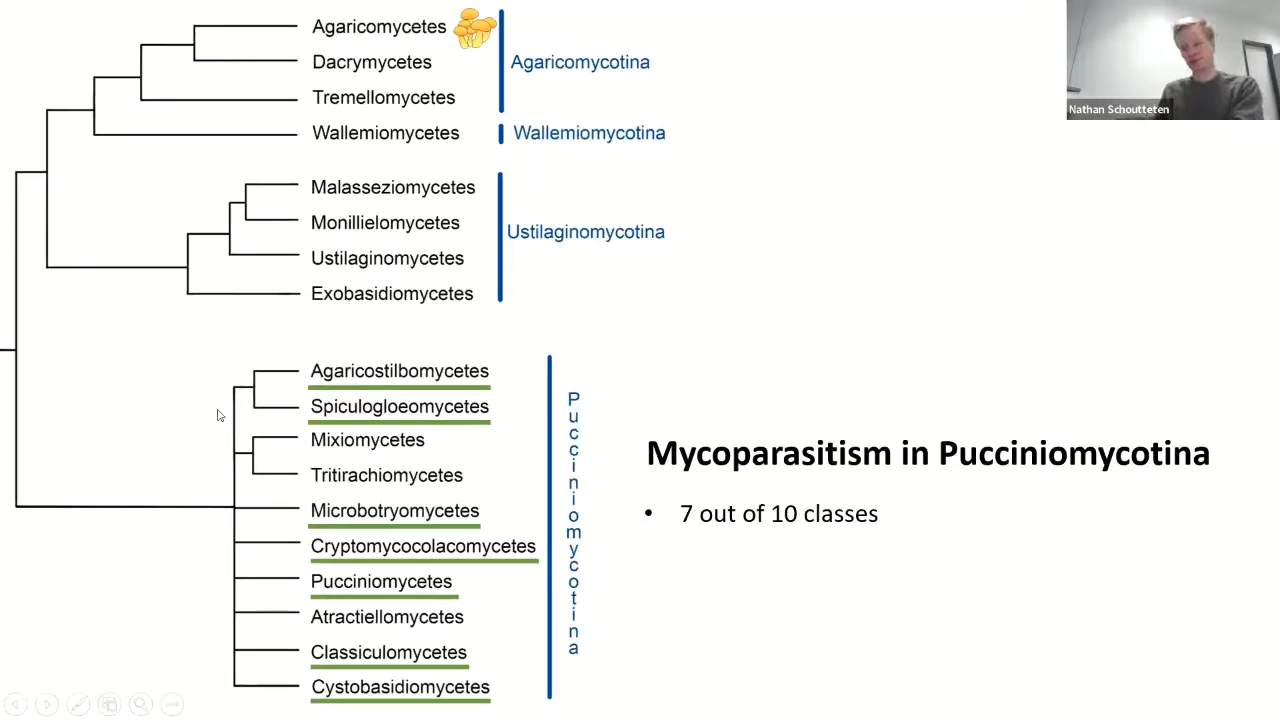 Agaricomycetes
Dacrymycetes
Tremellomycetes
Agaricomycotina
Wallemiomycetes
Wallemiomycotina
Malasseziomycetes
Monillielomycetes
Ustilaginomycetes
Exobasidiomycetes
Ustilaginomycotina
Agaricostilbomycetes
Spiculogloeomycetes
Mixiomycetes
Tritirachiomycetes
Microbotryomycetes
Cryptomycocolacomycetes
Pucciniomycetes
Atractiellomycetes
Classiculomycetes
Cystobasidiomycetes
Pucciniomycotina
Mycoparasitism in Pucciniomycotina
• 7 out of 10 classes
Nathan Schoutteten